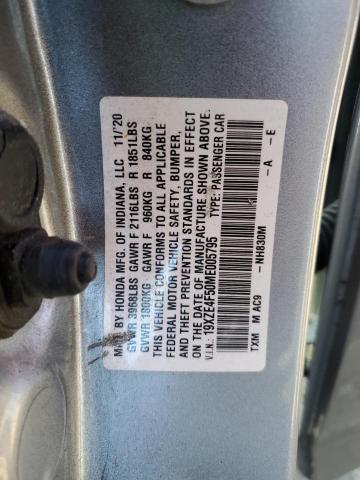 MFD. BY HONDA MFG. OF INDIANA, LLC 11/'20
GVWR 3968LBS GAWR F 2116LBS R 1851LBS
GVWR 1800KG GAWR F 960KG R 840KG
THIS VEHICLE CONFORMS TO ALL APPLICABLE
FEDERAL MOTOR VEHICLE SAFETY, BUMPER,
AND THEFT PREVENTION STANDARDS IN EFFECT
ON THE DATE OF MANUFACTURE SHOWN ABOVE.
V.I.N.: 19XZE4F50ME005795 TYPE: PASSENGER CAR
TXM M AC9 -NH830M -A -E